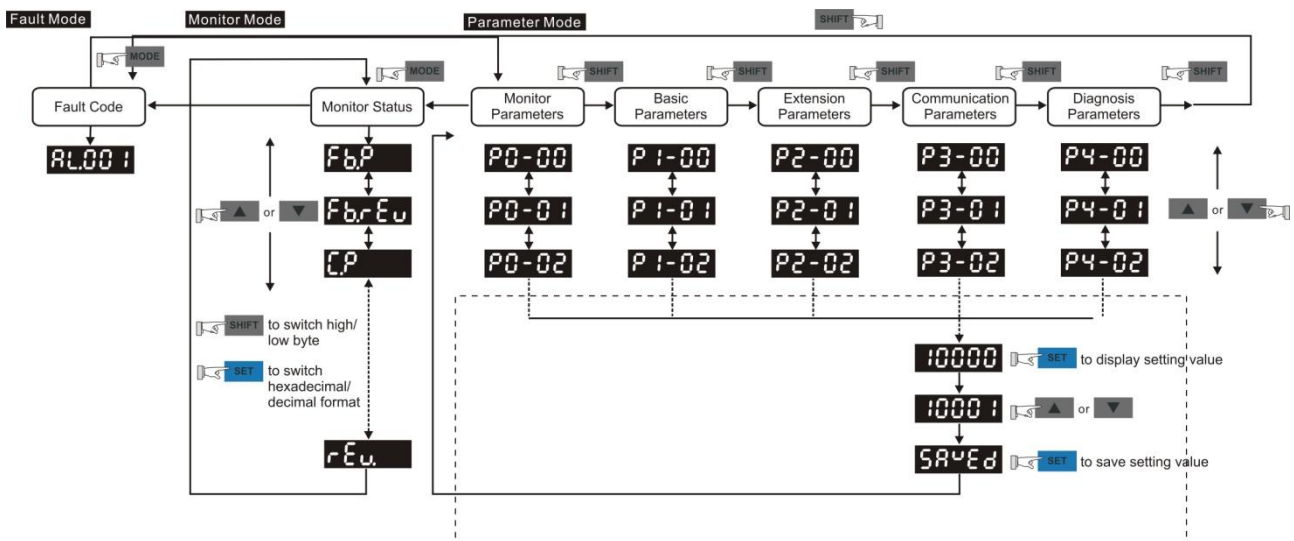 Fault Mode
Monitor Mode
Parameter Mode
SHIFT
MODE
MODE
SHIFT
SHIFT
SHIFT
SHIFT
SHIFT
Fault Code
Monitor Status
Monitor
Parameters
Basic
Parameters
Extension
Parameters
Communication
Parameters
Diagnosis
Parameters
AL.001
Fb.P
P0-00
P1-00
P2-00
P3-00
P4-00
or
Fb.rEv
P0-01
P1-01
P2-01
P3-01
P4-01
or
C.P
P0-02
P1-02
P2-02
P3-02
P4-02
SHIFT to switch high/
low byte
SET to switch
hexadecimal/
decimal format
10000
SET to display setting value
10001
or
rEv.
SAvEd
SET to save setting value